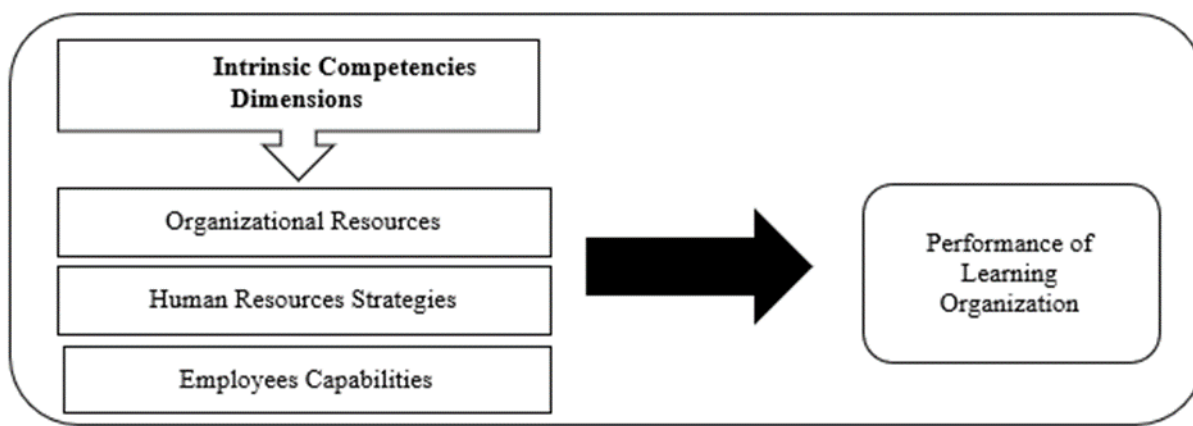 Intrinsic Competencies
Dimensions
Organizational Resources
Human Resources Strategies
Employees Capabilities
Performance of
Learning
Organization